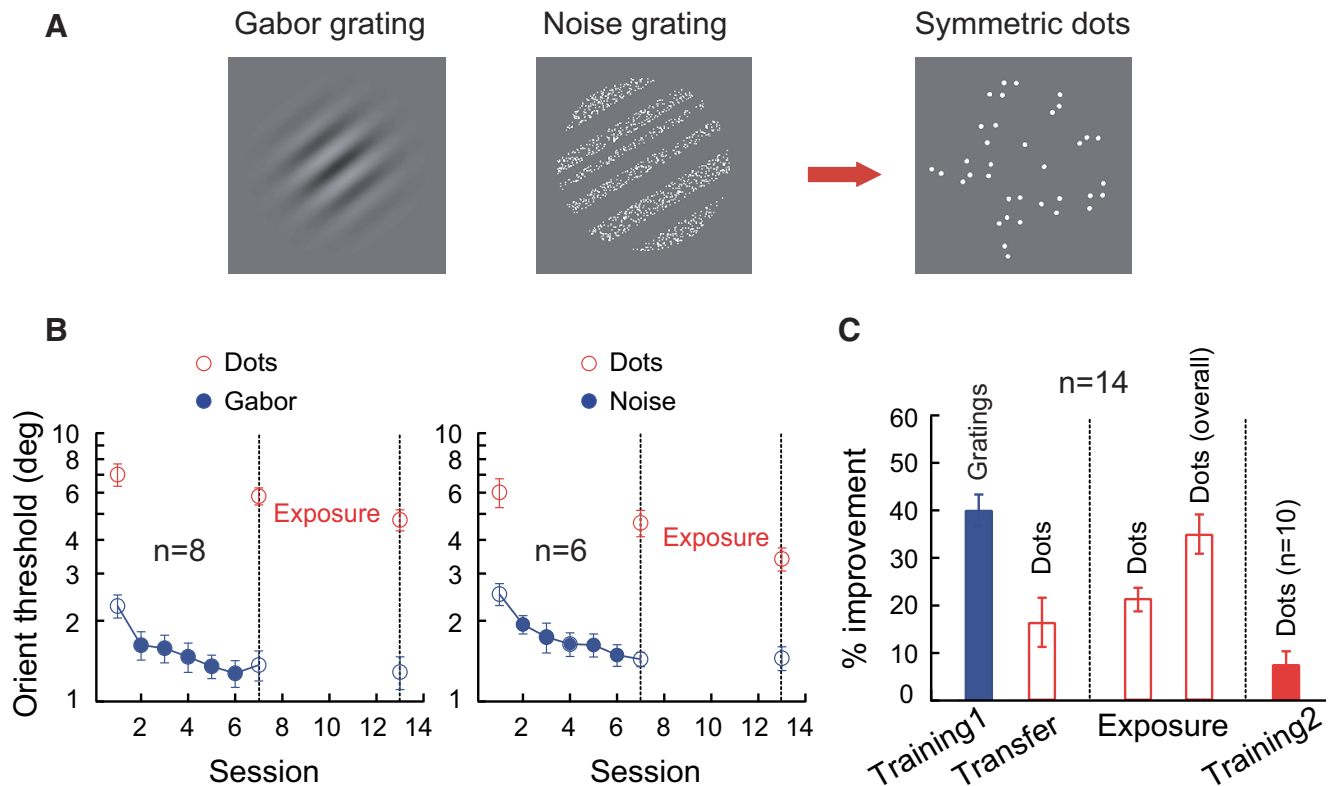 A
Gabor grating
Noise grating
Symmetric dots
B
Dots
Gabor
Orient threshold (deg)
10
8
7
6
4
3
2
1
n=8
Exposure
2 4 6 8 10 12 14
Session
Dots
Noise
10
8
7
6
4
3
2
1
n=6
Exposure
2 4 6 8 10 12 14
Session
C
n=14
% improvement
60
50
40
30
20
10
0
Gratings
Dots
Dots
Dots (overall)
Dots (n=10)
Training1
Transfer
Exposure
Training2